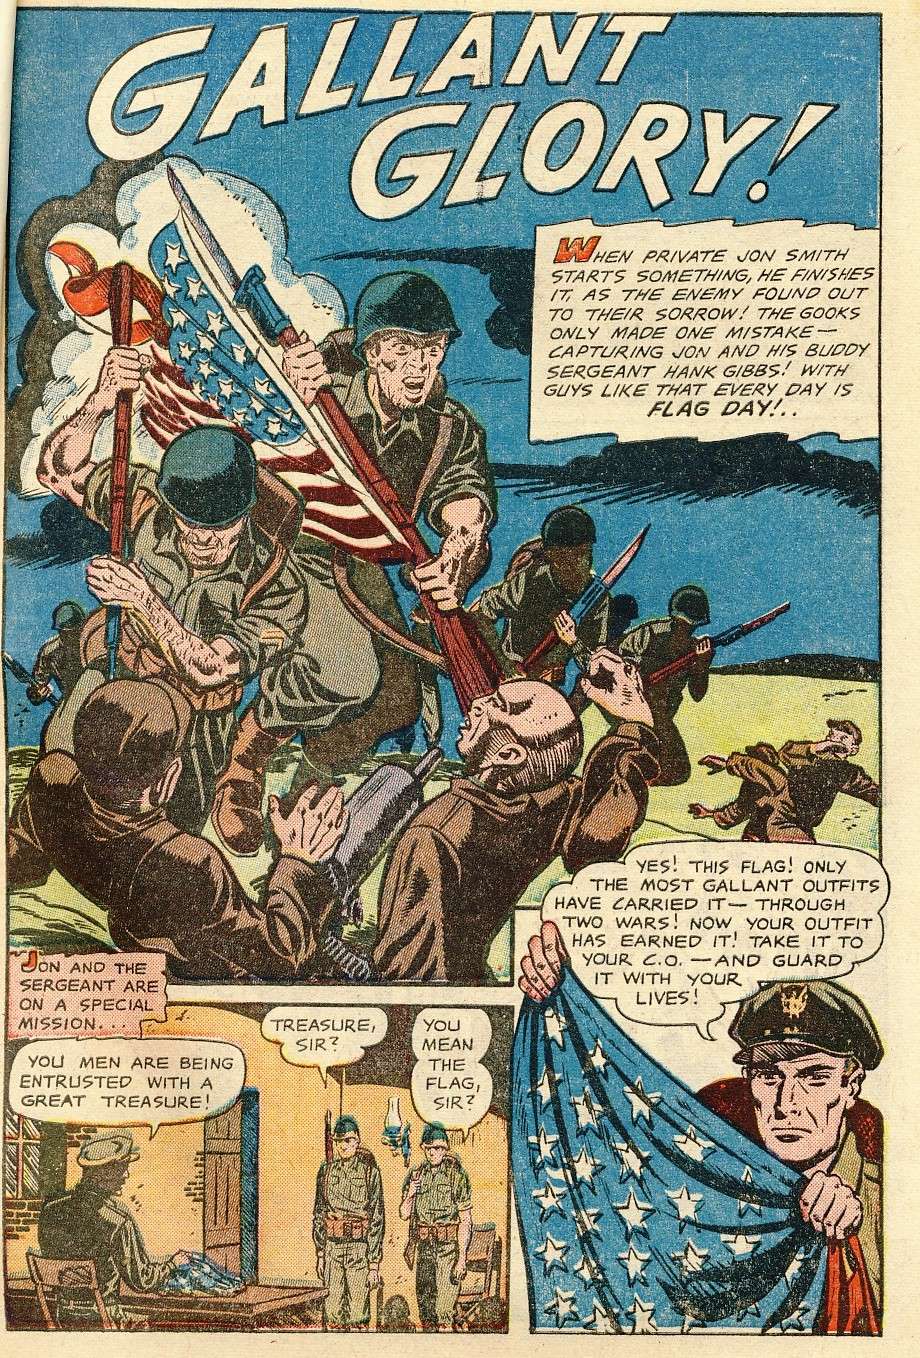 GALLANT
GLORY!
WHEN PRIVATE JON SMITH
STARTS SOMETHING, HE FINISHES
IT, AS THE ENEMY FOUND OUT
TO THEIR SORROW! THE GOOKS
ONLY MADE ONE MISTAKE—
CAPTURING JON AND HIS BUDDY
SERGEANT HANK GIBBS! WITH
GUYS LIKE THAT EVERY DAY IS
FLAG DAY!..
JON AND THE
SERGEANT ARE
ON A SPECIAL
MISSION...
YOU MEN ARE BEING
ENTRUSTED WITH A
GREAT TREASURE!
TREASURE,
SIR?
YOU
MEAN
THE
FLAG,
SIR?
YES! THIS FLAG! ONLY
THE MOST GALLANT OUTFITS
HAVE CARRIED IT— THROUGH
TWO WARS! NOW YOUR OUTFIT
HAS EARNED IT! TAKE IT TO
YOUR C.O. —AND GUARD
IT WITH YOUR
LIVES!